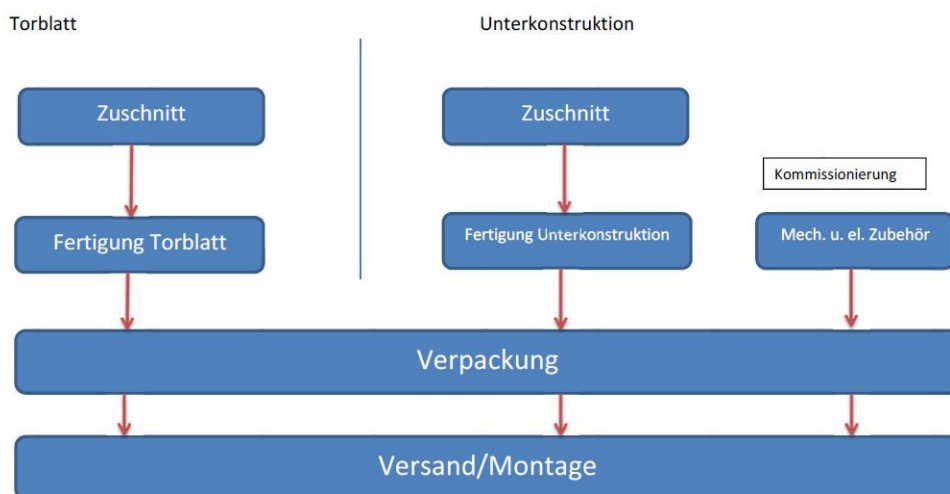 Torblatt
Unterkonstruktion
Zuschnitt
Zuschnitt
Kommissionierung
Fertigung Torblatt
Fertigung Unterkonstruktion
Mech. u. el. Zubehör
Verpackung
Versand/Montage